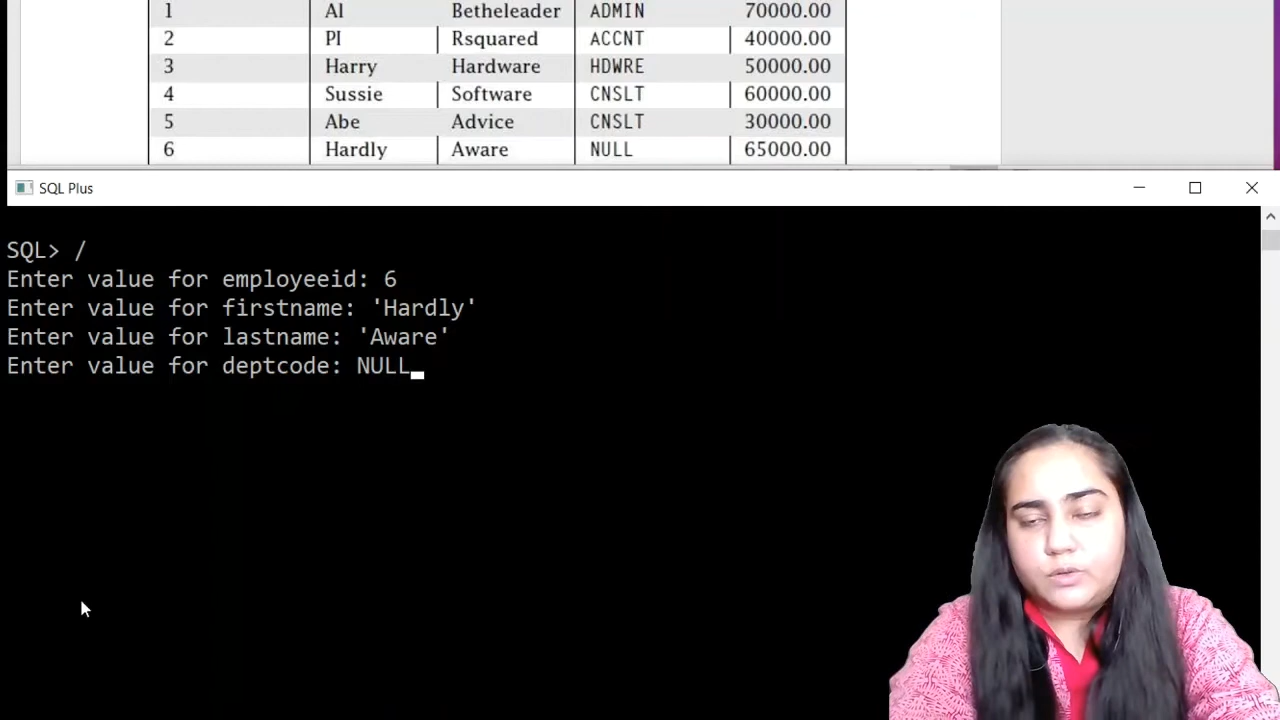 1 Al Betheleader ADMIN 70000.00
2 PI Rsquared ACCNT 40000.00
3 Harry Hardware HDWRE 50000.00
4 Sussie Software CNSLT 60000.00
5 Abe Advice CNSLT 30000.00
6 Hardly Aware NULL 65000.00
SQL Plus
SQL> /
Enter value for employeeid: 6
Enter value for firstname: 'Hardly'
Enter value for lastname: 'Aware'
Enter value for deptcode: NULL